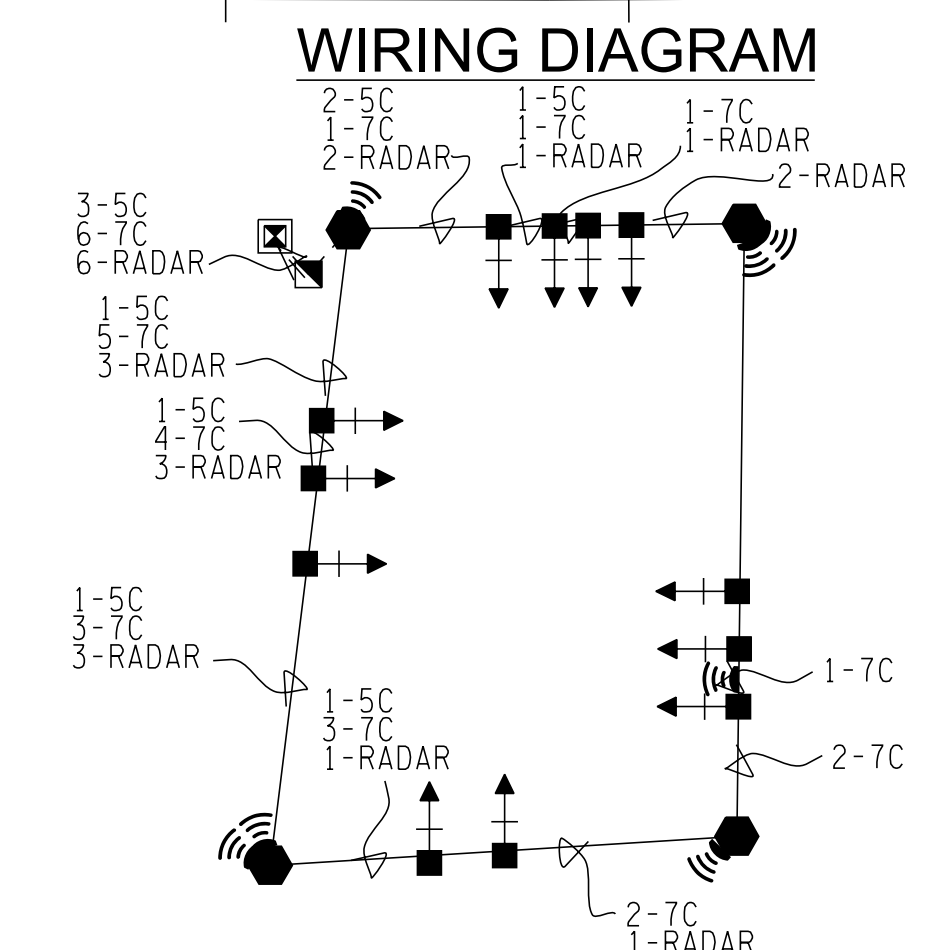 WIRING DIAGRAM
2-5C
1-7C
2-RADAR
1-5C
1-7C
1-RADAR
1-7C
1-RADAR
2-RADAR
3-5C
6-7C
6-RADAR
1-5C
5-7C
3-RADAR
1-5C
4-7C
3-RADAR
1-5C
3-7C
3-RADAR
1-5C
3-7C
1-RADAR
1-7C
2-7C
2-7C
1-RADAR